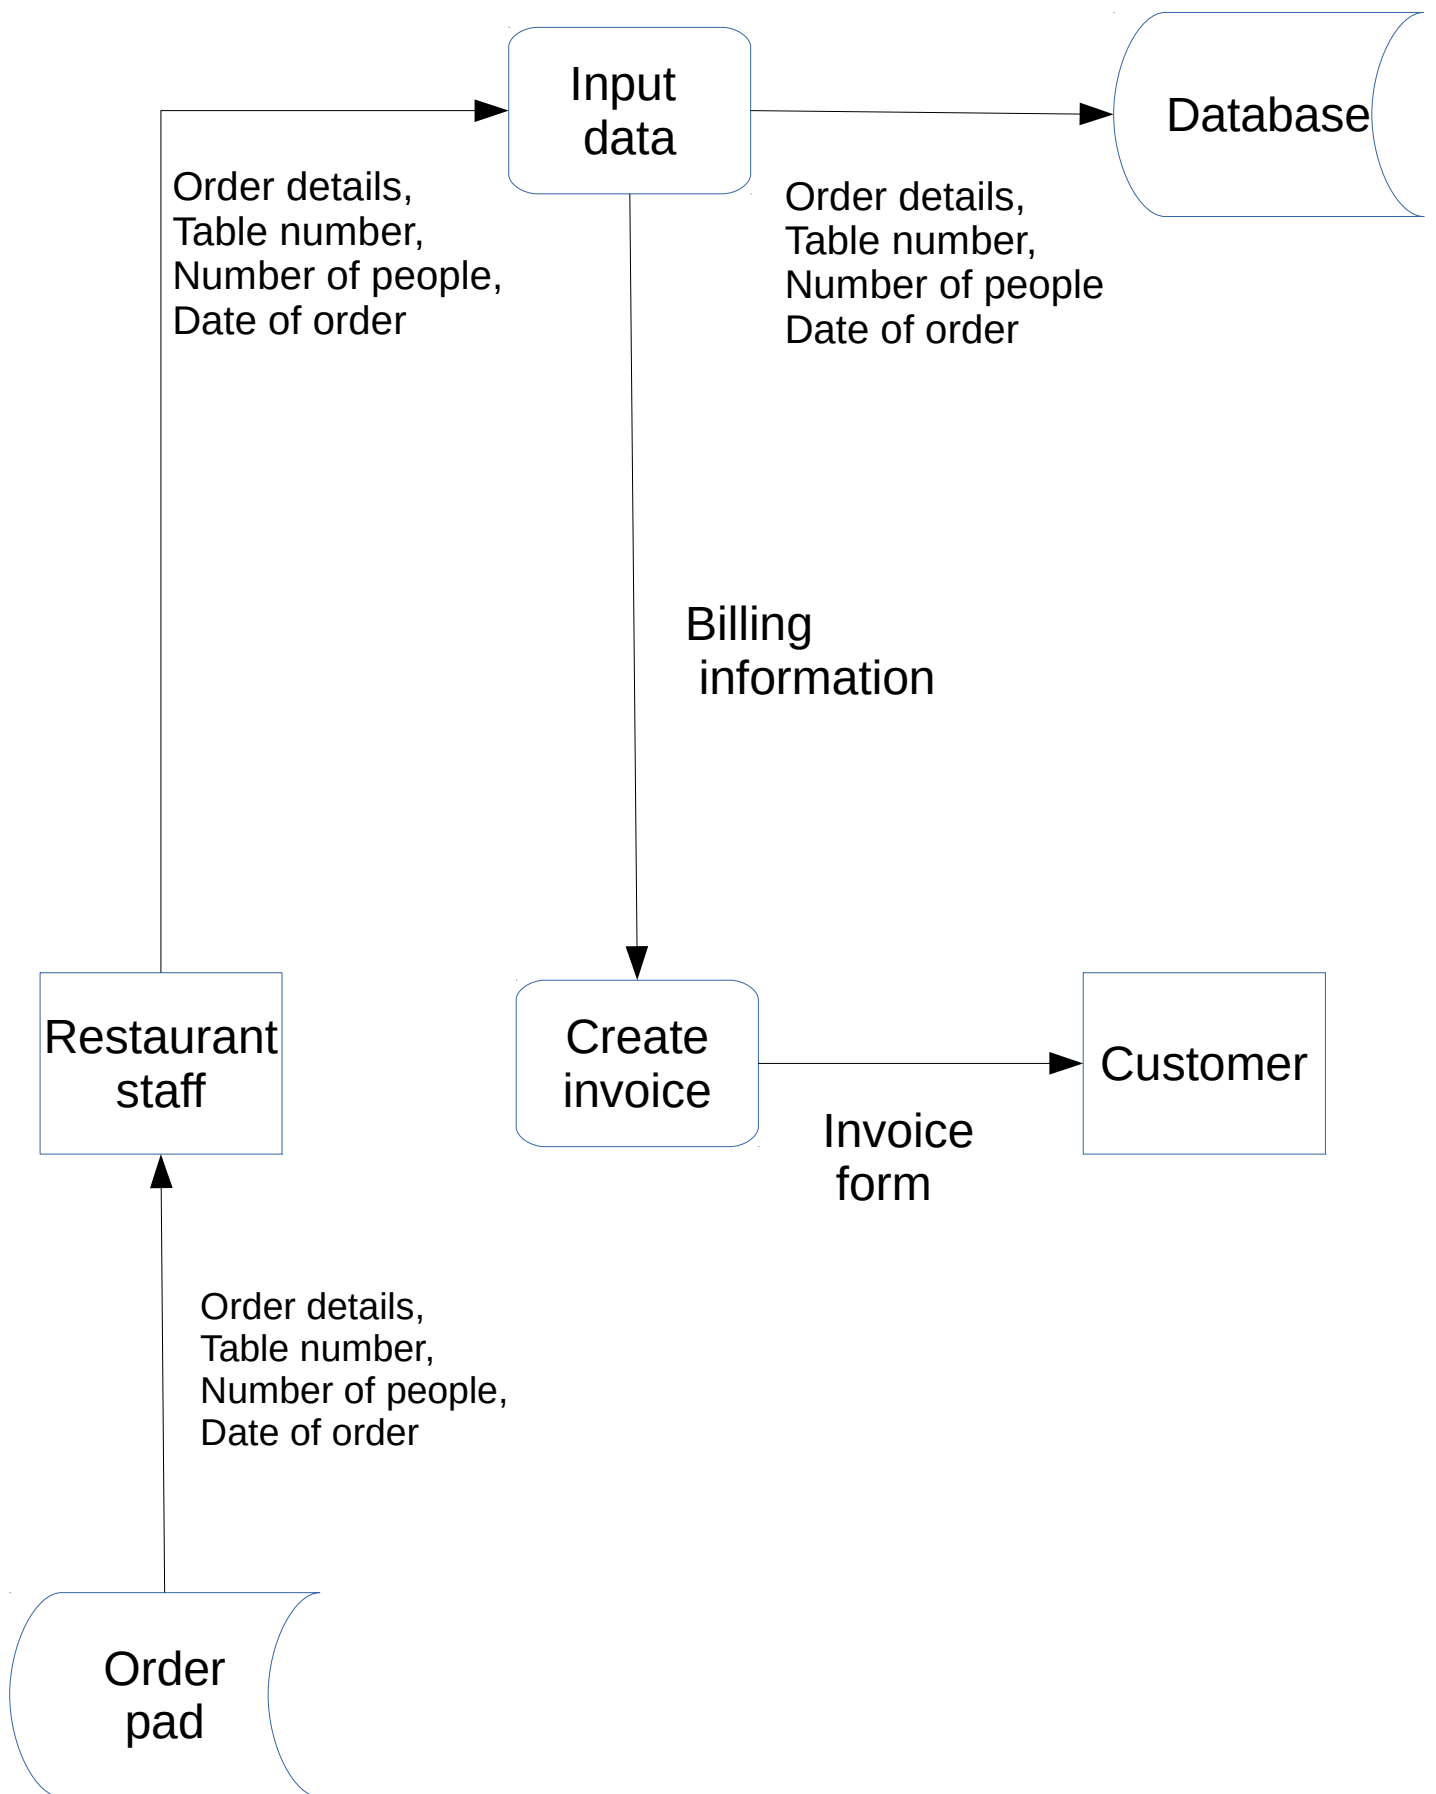 Input
data
Database
Order details,
Table number,
Number of people,
Date of order
Order details,
Table number,
Number of people
Date of order
Billing
information
Restaurant
staff
Create
invoice
Customer
Invoice
form
Order details,
Table number,
Number of people,
Date of order
Order
pad